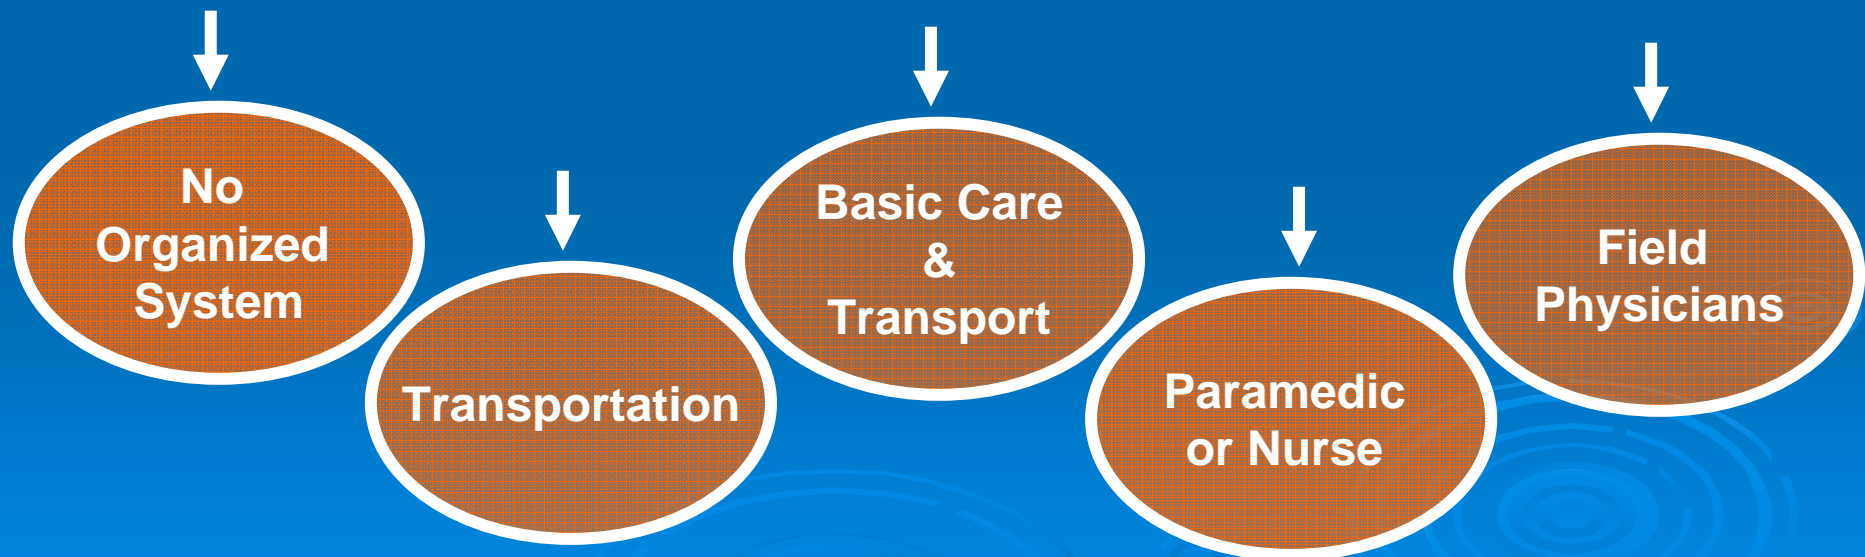 No
Organized
System
Transportation
Basic Care
&
Transport
Paramedic
or Nurse
Field
Physicians